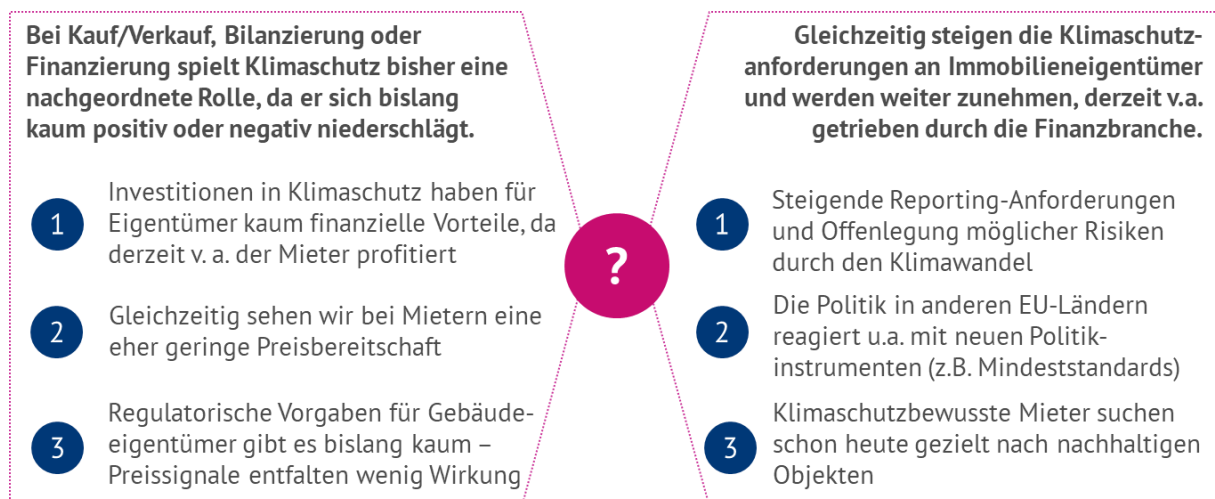 Bei Kauf/Verkauf, Bilanzierung oder
Finanzierung spielt Klimaschutz bisher eine
nachgeordnete Rolle, da er sich bislang
kaum positiv oder negativ niederschlägt.
1
Investitionen in Klimaschutz haben für
Eigentümer kaum finanzielle Vorteile, da
derzeit v. a. der Mieter profitiert
2
Gleichzeitig sehen wir bei Mietern eine
eher geringe Preisbereitschaft
3
Regulatorische Vorgaben für Gebäude-
eigentümer gibt es bislang kaum –
Preissignale entfalten wenig Wirkung
?
Gleichzeitig steigen die Klimaschutz-
anforderungen an Immobilieneigentümer
und werden weiter zunehmen, derzeit v.a.
getrieben durch die Finanzbranche.
1
Steigende Reporting-Anforderungen
und Offenlegung möglicher Risiken
durch den Klimawandel
2
Die Politik in anderen EU-Ländern
reagiert u.a. mit neuen Politik-
instrumenten (z.B. Mindeststandards)
3
Klimaschutzbewusste Mieter suchen
schon heute gezielt nach nachhaltigen
Objekten